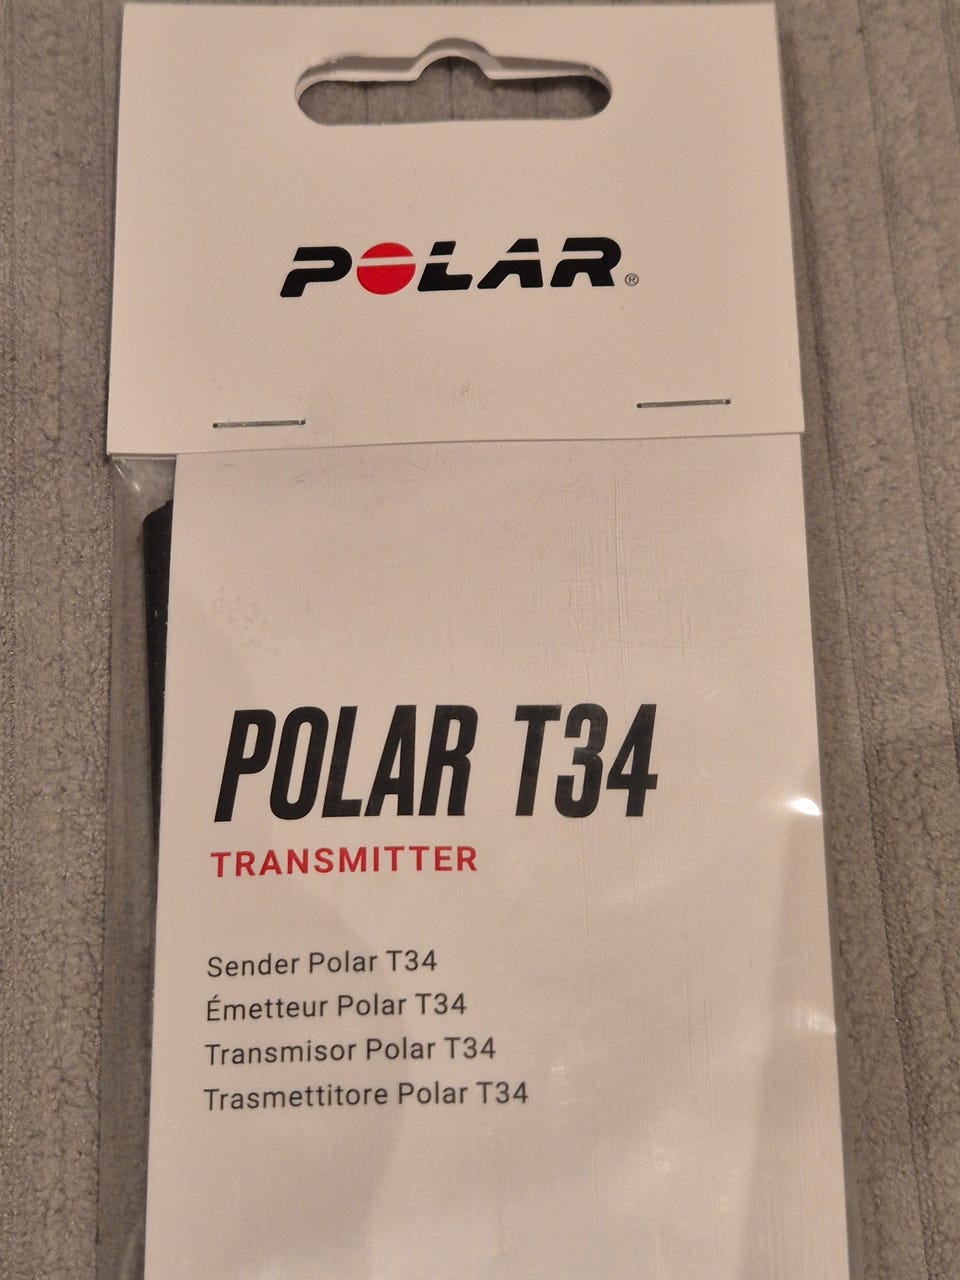 POLAR®
POLAR T34
TRANSMITTER
Sender Polar T34
Émetteur Polar T34
Transmisor Polar T34
Trasmettitore Polar T34